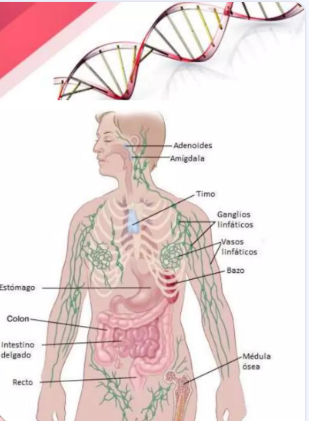 Adenoides
Amígdala
Timo
Ganglios
linfáticos
Vasos
linfáticos
Bazo
Estómago
Colon
Intestino
delgado
Recto
Médula
ósea